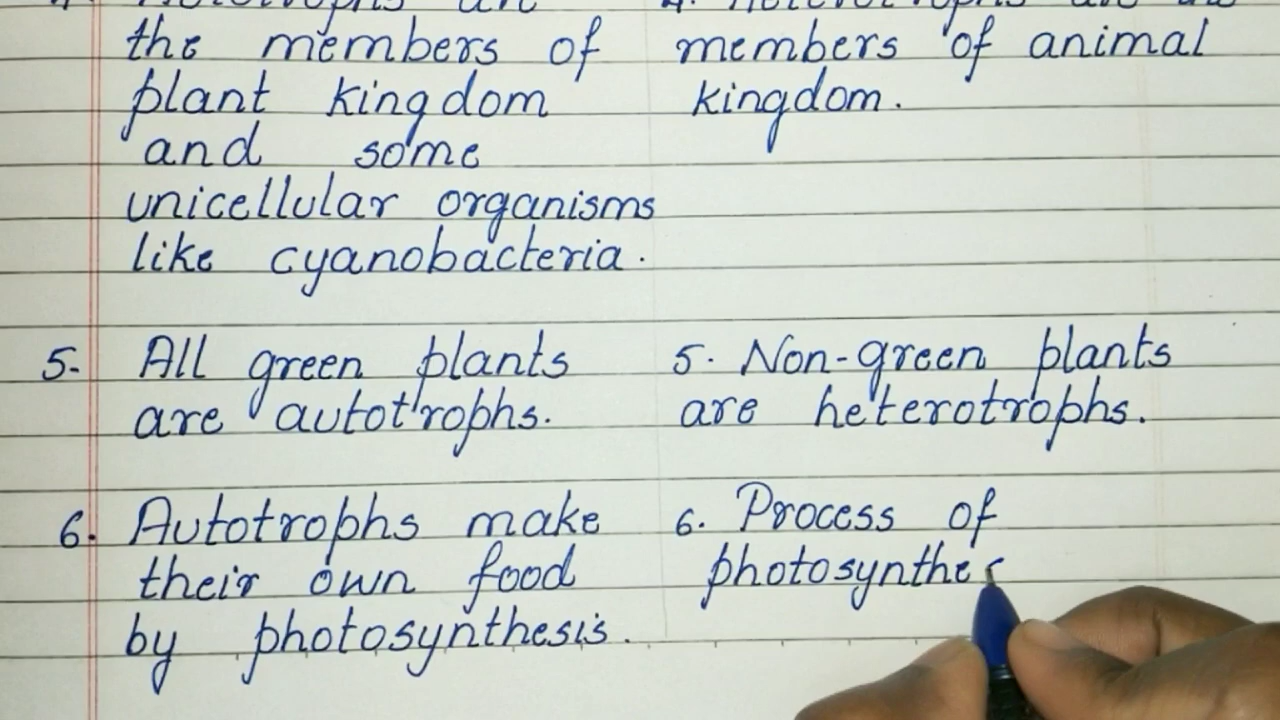 the members of
plant kingdom
and some
unicellular organisms
like cyanobacteria.
members of animal
kingdom.
5. All green plants
are autotrophs.
5. Non-green plants
are heterotrophs.
6. Autotrophs make
their own food
by photosynthesis.
6. Process of
photosynthe